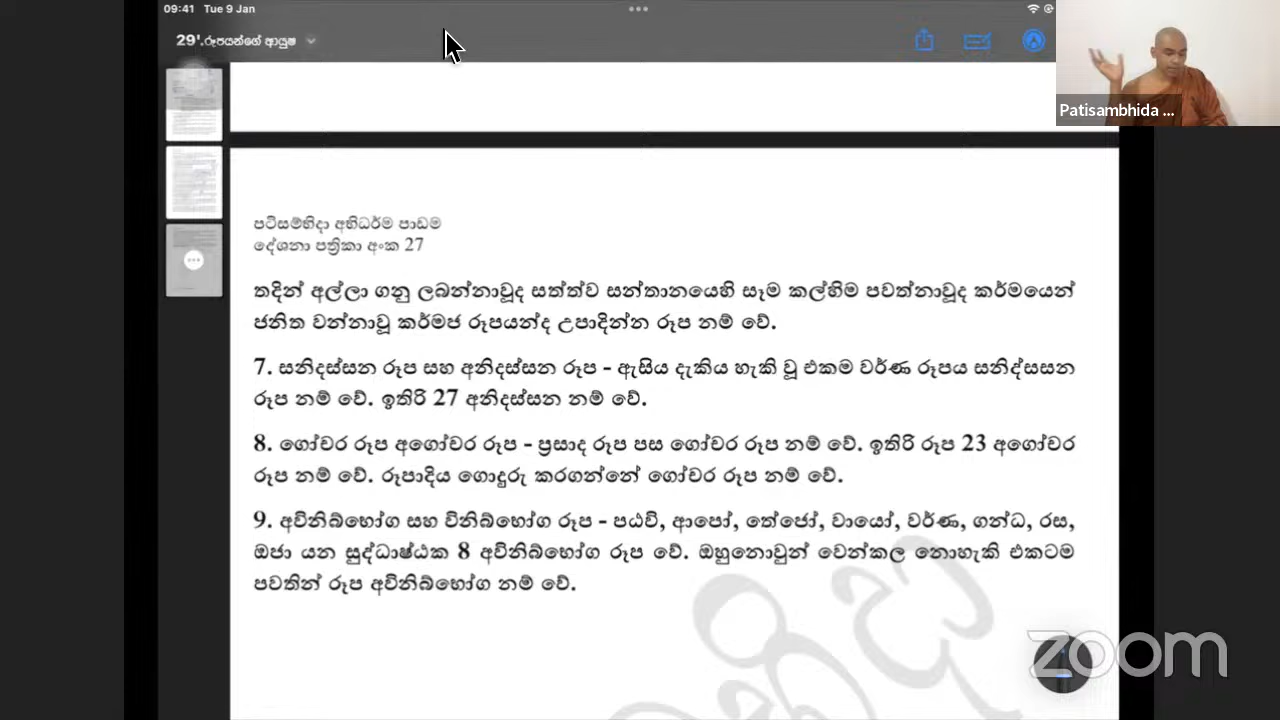 09:41 Tue 9 Jan
29'.රූපයන්ගේ ආයුෂ
Patisambhida ...
පටිසම්භිදා අභිධර්ම පාඩම
දේශනා පත්‍රිකා අංක 27
තදින් අල්ලා ගනු ලබන්නාවූද සත්ත්ව සන්තානයෙහි සෑම කල්හිම පවත්නාවූද කර්මයෙන්
ජනිත වන්නාවූ කර්මජ රූපයන්ද උපාදින්න රූප නම් වේ.
7. සනිදස්සන රූප සහ අනිදස්සන රූප - ඇසිය දැකිය හැකි වූ එකම වර්ණ රූපය සනිද්සසන
රූප නම් වේ. ඉතිරි 27 අනිදස්සන නම් වේ.
8. ගෝචර රූප අගෝචර රූප - ප්‍රසාද රූප පස ගෝචර රූප නම් වේ. ඉතිරි රූප 23 අගෝචර
රූප නම් වේ. රූපාදිය ගොදුරු කරගන්නේ ගෝචර රූප නම් වේ.
9. අවිනිබ්භෝග සහ විනිබ්භෝග රූප - පඨවි, ආපෝ, තේජෝ, වායෝ, වර්ණ, ගන්ධ, රස,
ඔජා යන සුද්ධාෂ්ඨක 8 අවිනිබ්භෝග රූප වේ. ඔහුනොවුන් වෙන්කල නොහැකි එකටම
පවතින් රූප අවිනිබ්භෝග නම් වේ.
zoom